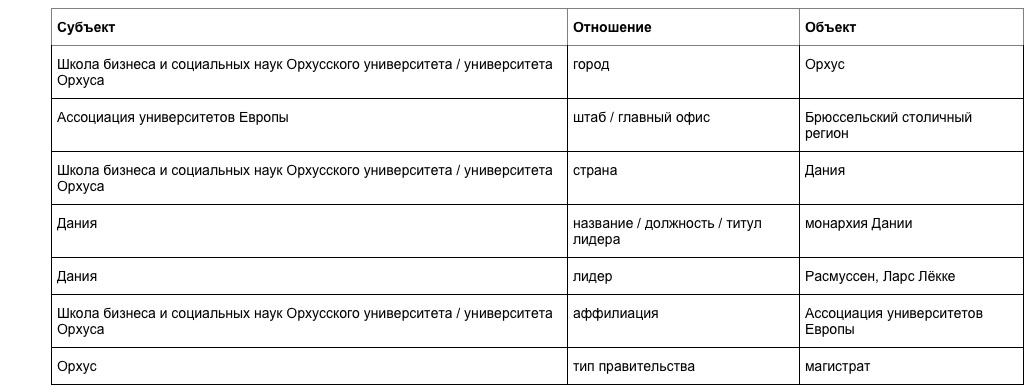 Субъект Отношение Объект
Школа бизнеса и социальных наук Орхусского университета / университета город Орхус
Орхуса
Ассоциация университетов Европы штаб / главный офис Брюссельский столичный
регион
Школа бизнеса и социальных наук Орхусского университета / университета страна Дания
Орхуса
Дания название / должность / титул монархия Дании
лидера
Дания лидер Расмуссен, Ларс Лёкке
Школа бизнеса и социальных наук Орхусского университета / университета аффилиация Ассоциация университетов
Орхуса Европы
Орхус тип правительства магистрат